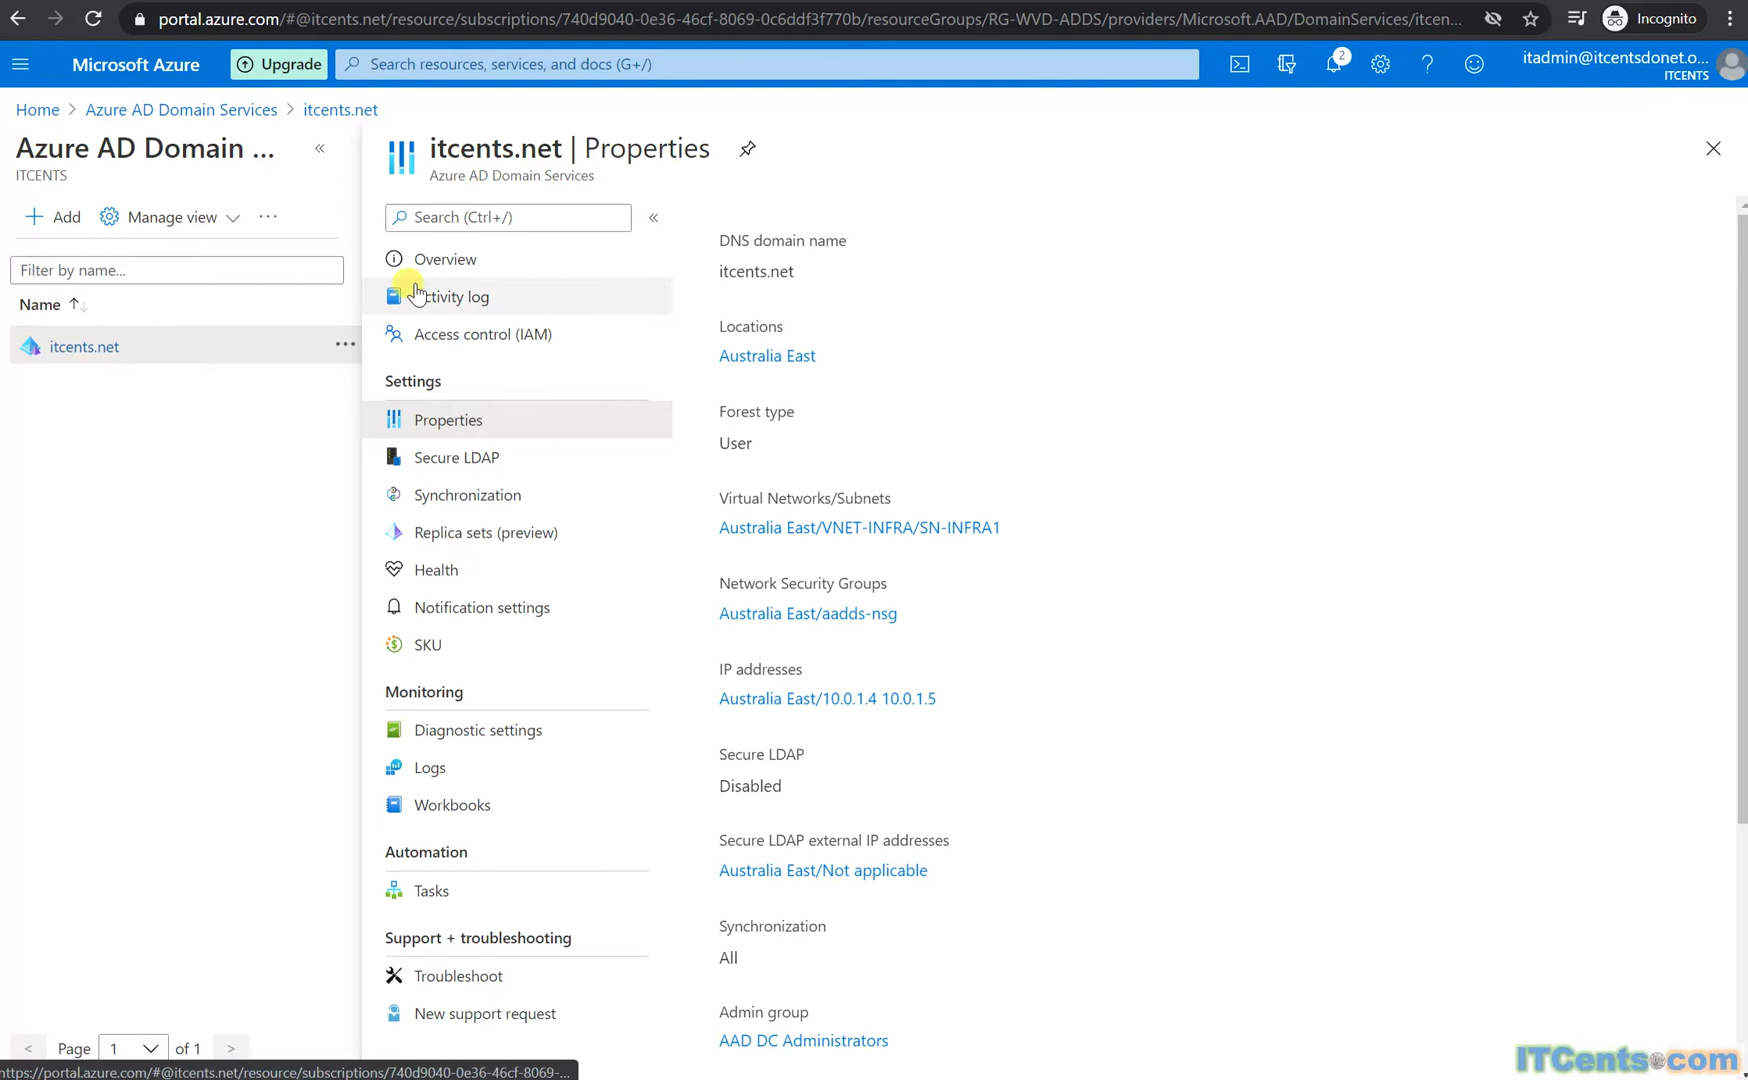 portal.azure.com/#@itcents.net/resource/subscriptions/740d9040-0e36-46cf-8069-0c6ddf3f770b/resourceGroups/RG-WVD-ADDS/providers/Microsoft.AAD/DomainServices/itcen...
Incognito
Microsoft Azure
Upgrade
Search resources, services, and docs (G+/)
2
itadmin@itcentsdonet.o...
ITCENTS
Home > Azure AD Domain Services > itcents.net
Azure AD Domain ...
ITCENTS
«
+ Add
Manage view
...
Filter by name...
Name
itcents.net
...
Page 1 of 1
itcents.net | Properties
Azure AD Domain Services
Search (Ctrl+/)
«
Overview
Activity log
Access control (IAM)
Settings
Properties
Secure LDAP
Synchronization
Replica sets (preview)
Health
Notification settings
SKU
Monitoring
Diagnostic settings
Logs
Workbooks
Automation
Tasks
Support + troubleshooting
Troubleshoot
New support request
DNS domain name
itcents.net
Locations
Australia East
Forest type
User
Virtual Networks/Subnets
Australia East/VNET-INFRA/SN-INFRA1
Network Security Groups
Australia East/aadds-nsg
IP addresses
Australia East/10.0.1.4 10.0.1.5
Secure LDAP
Disabled
Secure LDAP external IP addresses
Australia East/Not applicable
Synchronization
All
Admin group
AAD DC Administrators
https://portal.azure.com/#@itcents.net/resource/subscriptions/740d9040-0e36-46cf-8069-...
ITCents.com